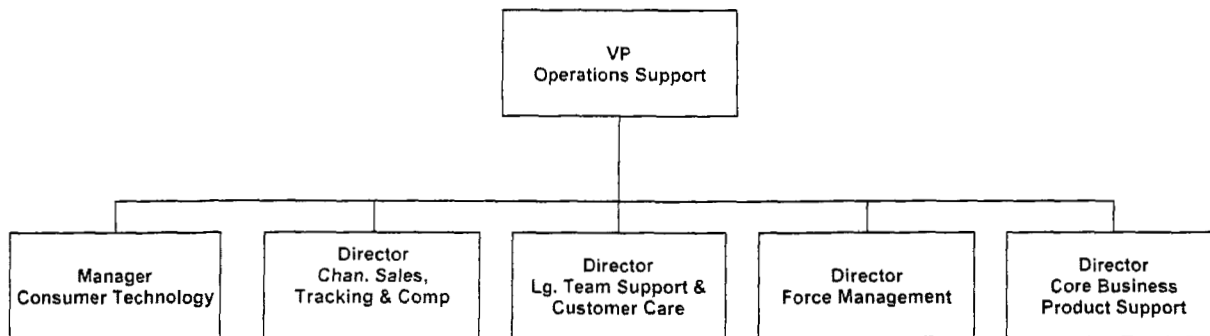 VP
Operations Support
Manager
Consumer Technology
Director
Chan. Sales,
Tracking & Comp
Director
Lg. Team Support &
Customer Care
Director
Force Management
Director
Core Business
Product Support